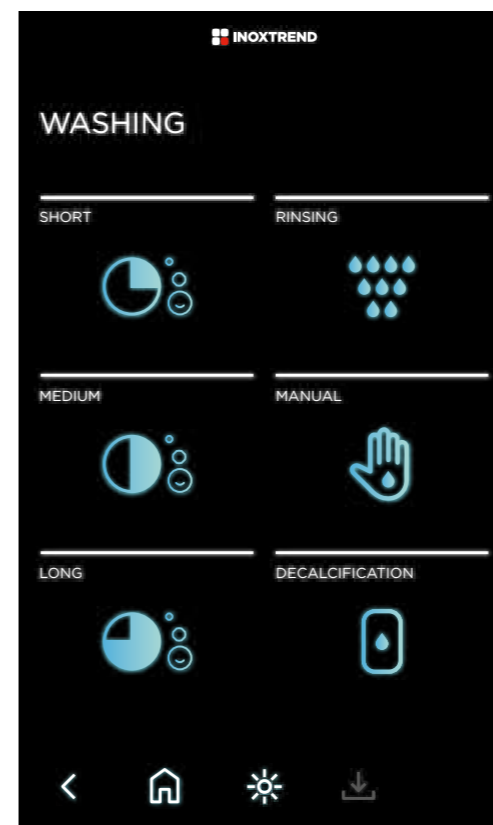 INOXTREND
WASHING
SHORT
RINSING
MEDIUM
MANUAL
LONG
DECALCIFICATION